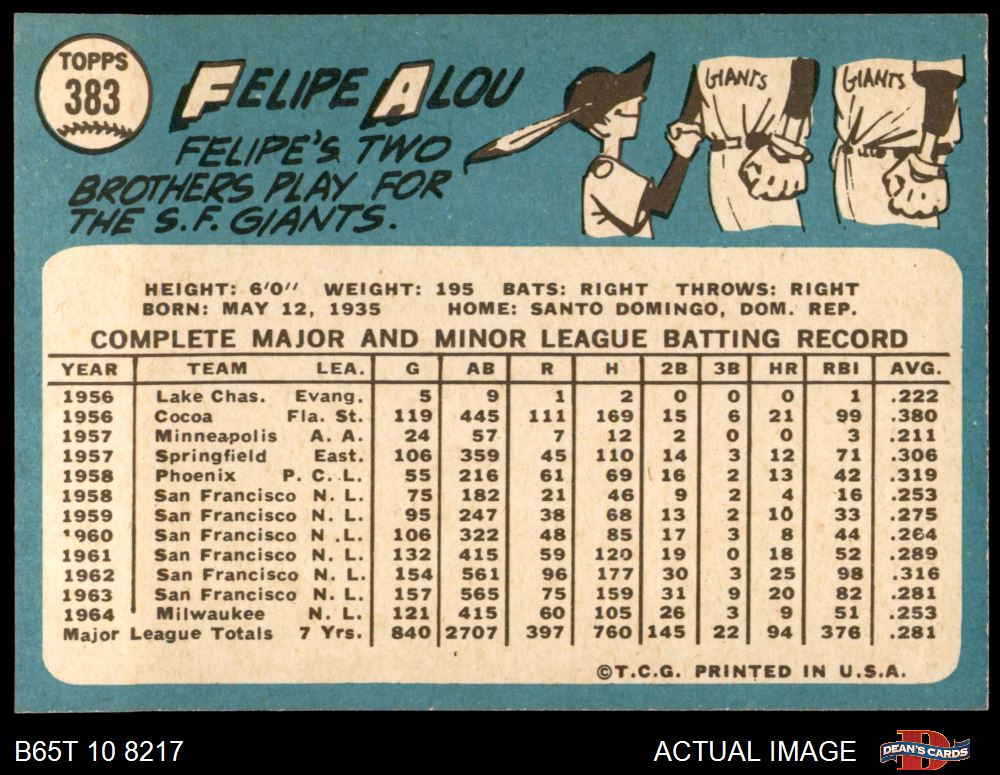 TOPPS
383
FELIPE ALOU
FELIPE'S TWO
BROTHERS PLAY FOR
THE S.F. GIANTS.
GIANTS
GIANTS
HEIGHT: 6'0" WEIGHT: 195 BATS: RIGHT THROWS: RIGHT
BORN: MAY 12, 1935 HOME: SANTO DOMINGO, DOM. REP.
COMPLETE MAJOR AND MINOR LEAGUE BATTING RECORD
YEAR TEAM LEA. G AB R H 2B 3B HR RBI AVG.
1956 Lake Chas. Evang. 5 9 1 2 0 0 0 1 .222
1956 Cocoa Fla. St. 119 445 111 169 15 6 21 99 .380
1957 Minneapolis A. A. 24 57 7 12 2 0 0 3 .211
1957 Springfield East. 106 359 45 110 14 3 12 71 .306
1958 Phoenix P. C. L. 55 216 61 69 16 2 13 42 .319
1958 San Francisco N. L. 75 182 21 46 9 2 4 16 .253
1959 San Francisco N. L. 95 247 38 68 13 2 10 33 .275
1960 San Francisco N .L. 106 322 48 85 17 3 8 44 .264
1961 San Francisco N. L. 132 415 59 120 19 0 18 52 .289
1962 San Francisco N. L. 154 561 96 177 30 3 25 98 .316
1963 San Francisco N. L. 157 565 75 159 31 9 20 82 .281
1964 Milwaukee N. L. 121 415 60 105 26 3 9 51 .253
Major League Totals 7 Yrs. 840 2707 397 760 145 22 94 376 .281
©T.C.G. PRINTED IN U.S.A.
B65T 10 8217
ACTUAL IMAGE
DEAN'S CARDS